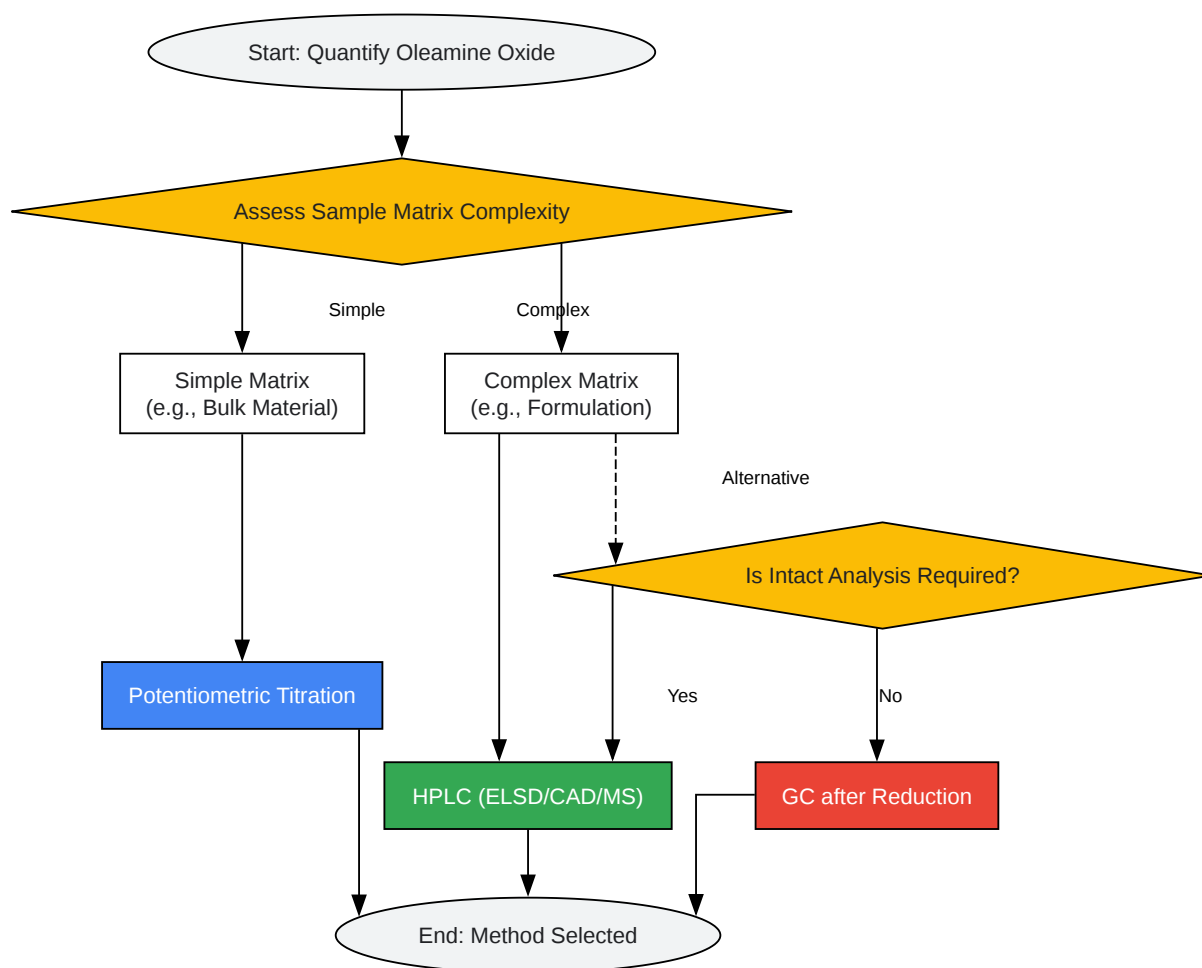 Start: Quantify Oleamine Oxide
Assess Sample Matrix Complexity
Simple
Complex
Simple Matrix
(e.g., Bulk Material)
Complex Matrix
(e.g., Formulation)
Alternative
Is Intact Analysis Required?
Potentiometric Titration
Yes
No
HPLC (ELSD/CAD/MS)
GC after Reduction
End: Method Selected